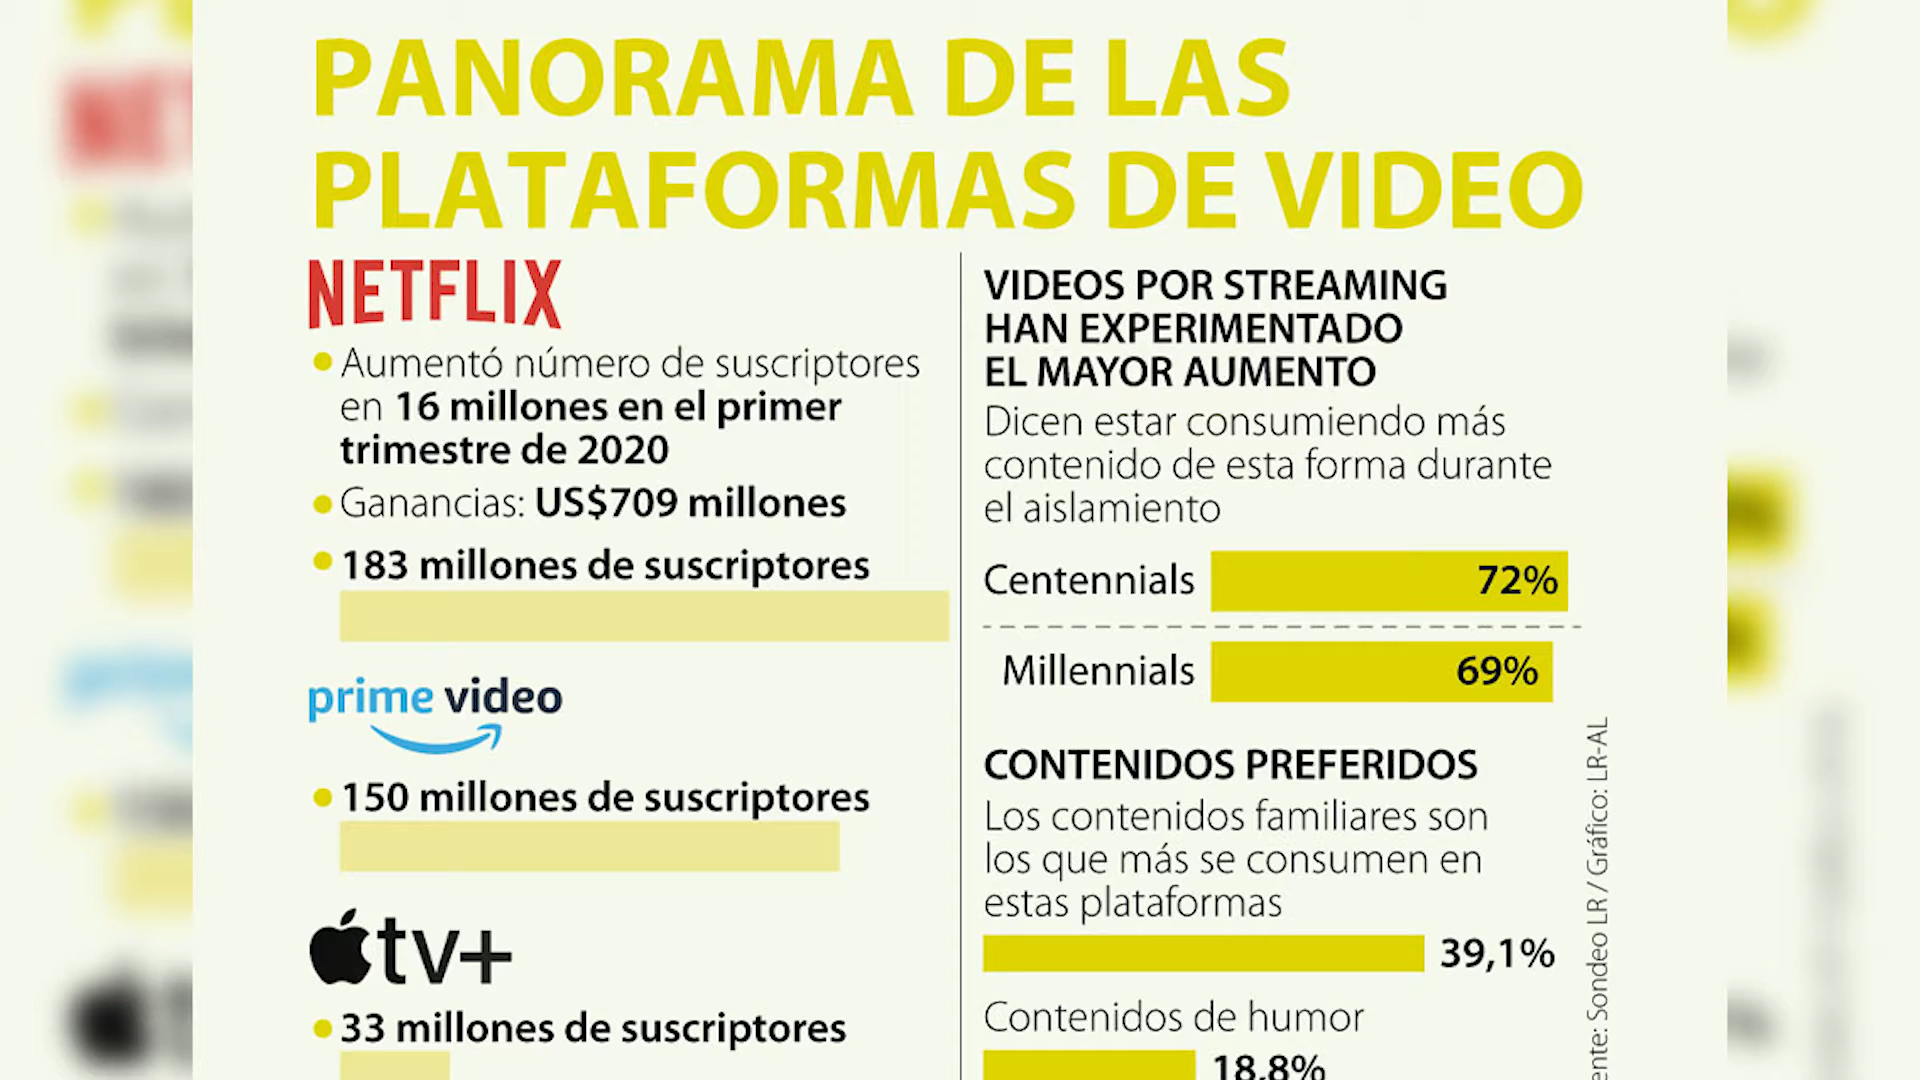 PANORAMA DE LAS
PLATAFORMAS DE VIDEO
NETFLIX
Aumentó número de suscriptores
en 16 millones en el primer
trimestre de 2020
Ganancias: US$709 millones
183 millones de suscriptores
prime video
150 millones de suscriptores
tv+
33 millones de suscriptores
VIDEOS POR STREAMING
HAN EXPERIMENTADO
EL MAYOR AUMENTO
Dicen estar consumiendo más
contenido de esta forma durante
el aislamiento
Centennials 72%
Millennials 69%
CONTENIDOS PREFERIDOS
Los contenidos familiares son
los que más se consumen en
estas plataformas
39,1%
Contenidos de humor
18,8%
ente: Sondeo LR / Gráfico: LR-AL